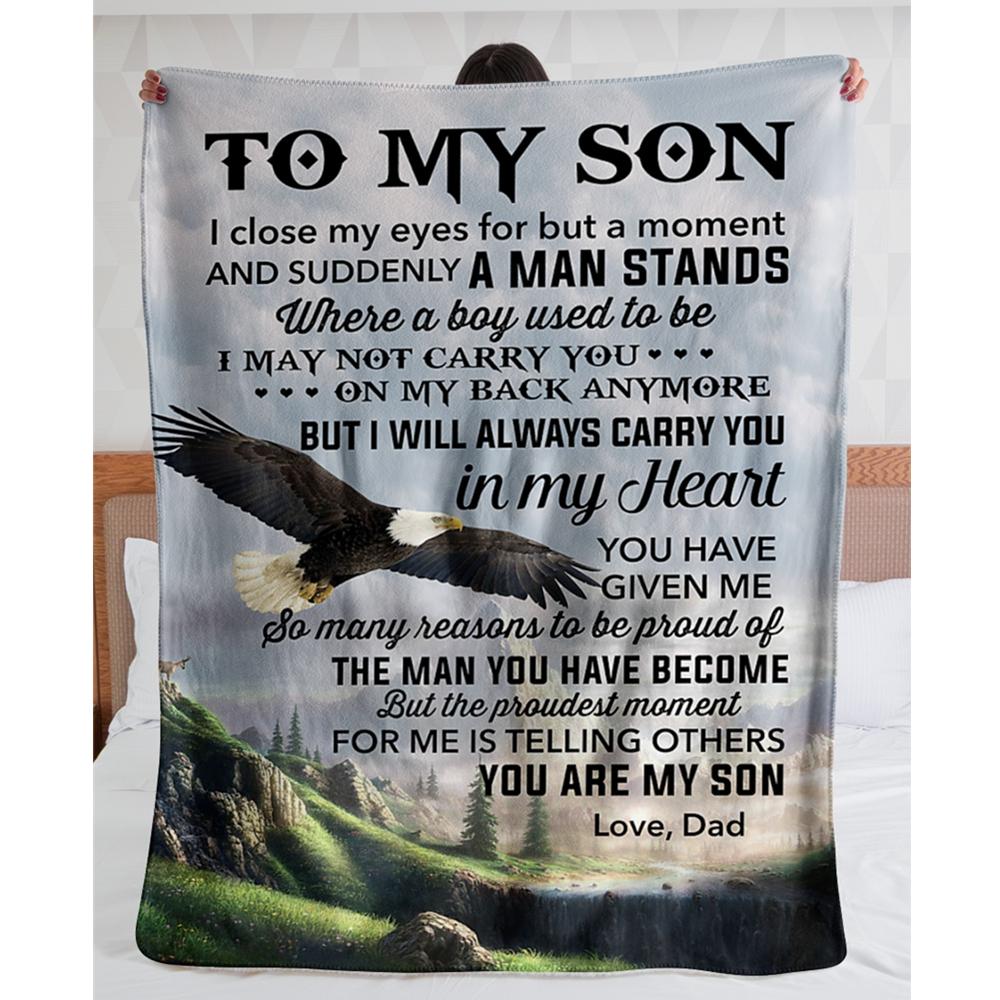 TO MY SON
I close my eyes for but a moment
AND SUDDENLY A MAN STANDS
Where a boy used to be
I MAY NOT CARRY YOU
ON MY BACK ANYMORE
BUT I WILL ALWAYS CARRY YOU
in my Heart
YOU HAVE
GIVEN ME
So many reasons to be proud of
THE MAN YOU HAVE BECOME
But the proudest moment
FOR ME IS TELLING OTHERS
YOU ARE MY SON
Love, Dad